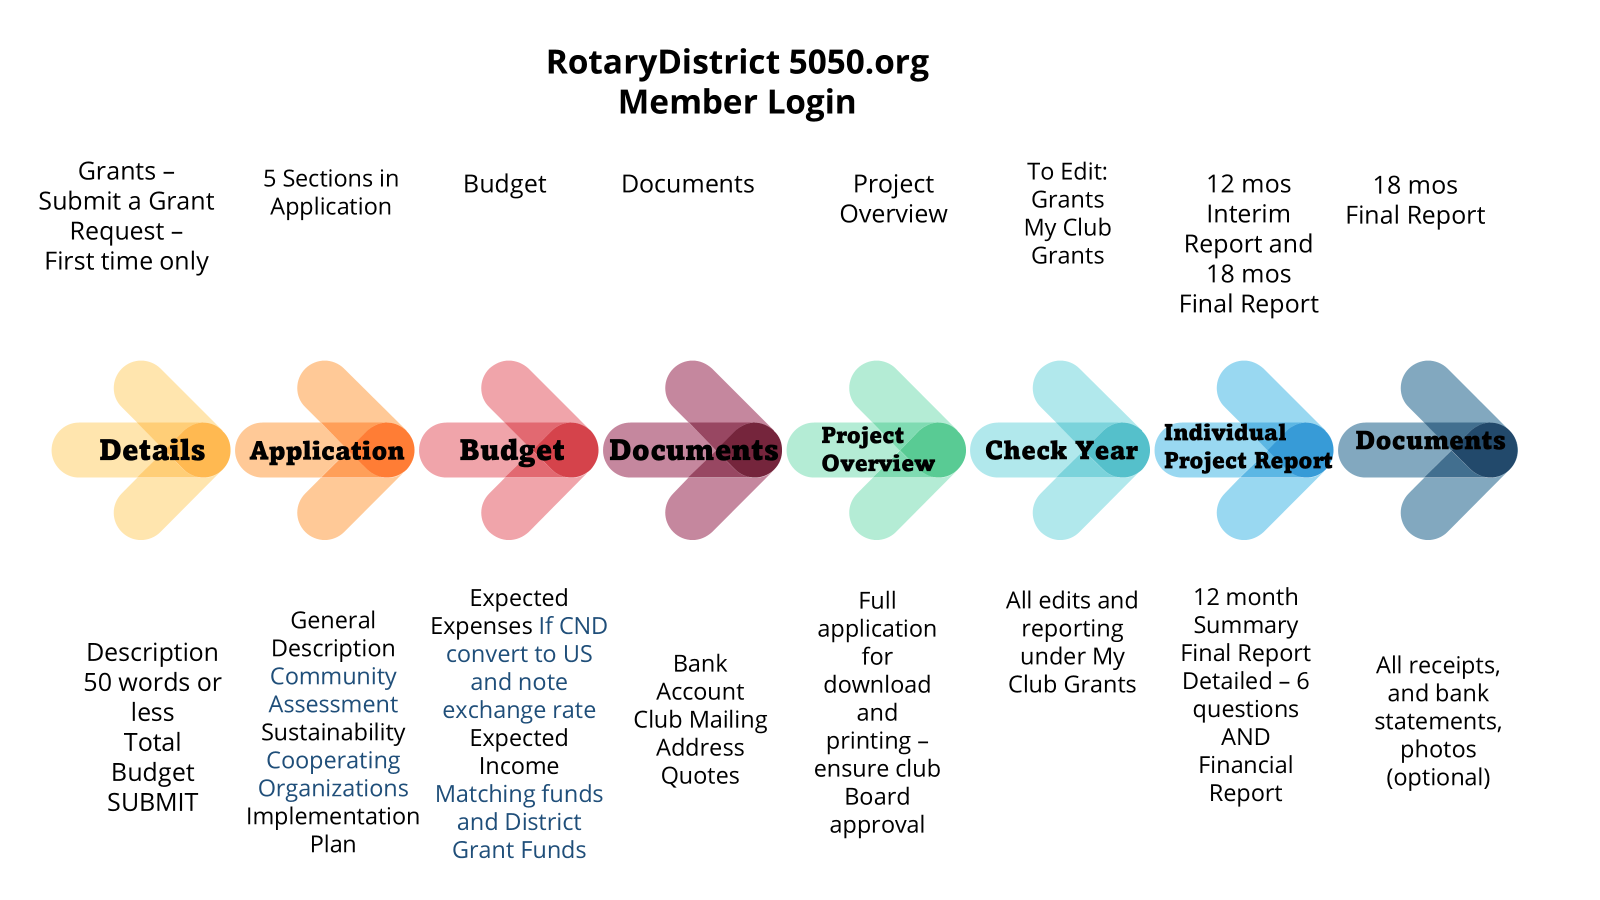 RotaryDistrict 5050.org
Member Login
Grants –
Submit a Grant
Request –
First time only
5 Sections in
Application
Budget
Documents
Project
Overview
To Edit:
Grants
My Club
Grants
12 mos
Interim
Report and
18 mos
Final Report
18 mos
Final Report
Details
Application
Budget
Documents
Project
Overview
Check Year
Individual
Project Report
Documents
Description
50 words or
less
Total
Budget
SUBMIT
General
Description
Community
Assessment
Sustainability
Cooperating
Organizations
Implementation
Plan
Expected
Expenses If CND
convert to US
and note
exchange rate
Expected
Income
Matching funds
and District
Grant Funds
Bank
Account
Club Mailing
Address
Quotes
Full
application
for
download
and
printing –
ensure club
Board
approval
All edits and
reporting
under My
Club Grants
12 month
Summary
Final Report
Detailed – 6
questions
AND
Financial
Report
All receipts,
and bank
statements,
photos
(optional)